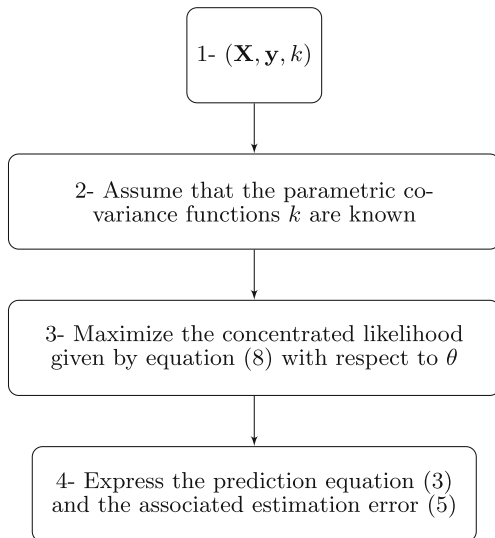 1- (X, y, k)
2- Assume that the parametric co-
variance functions k are known
3- Maximize the concentrated likelihood
given by equation (8) with respect to θ
4- Express the prediction equation (3)
and the associated estimation error (5)